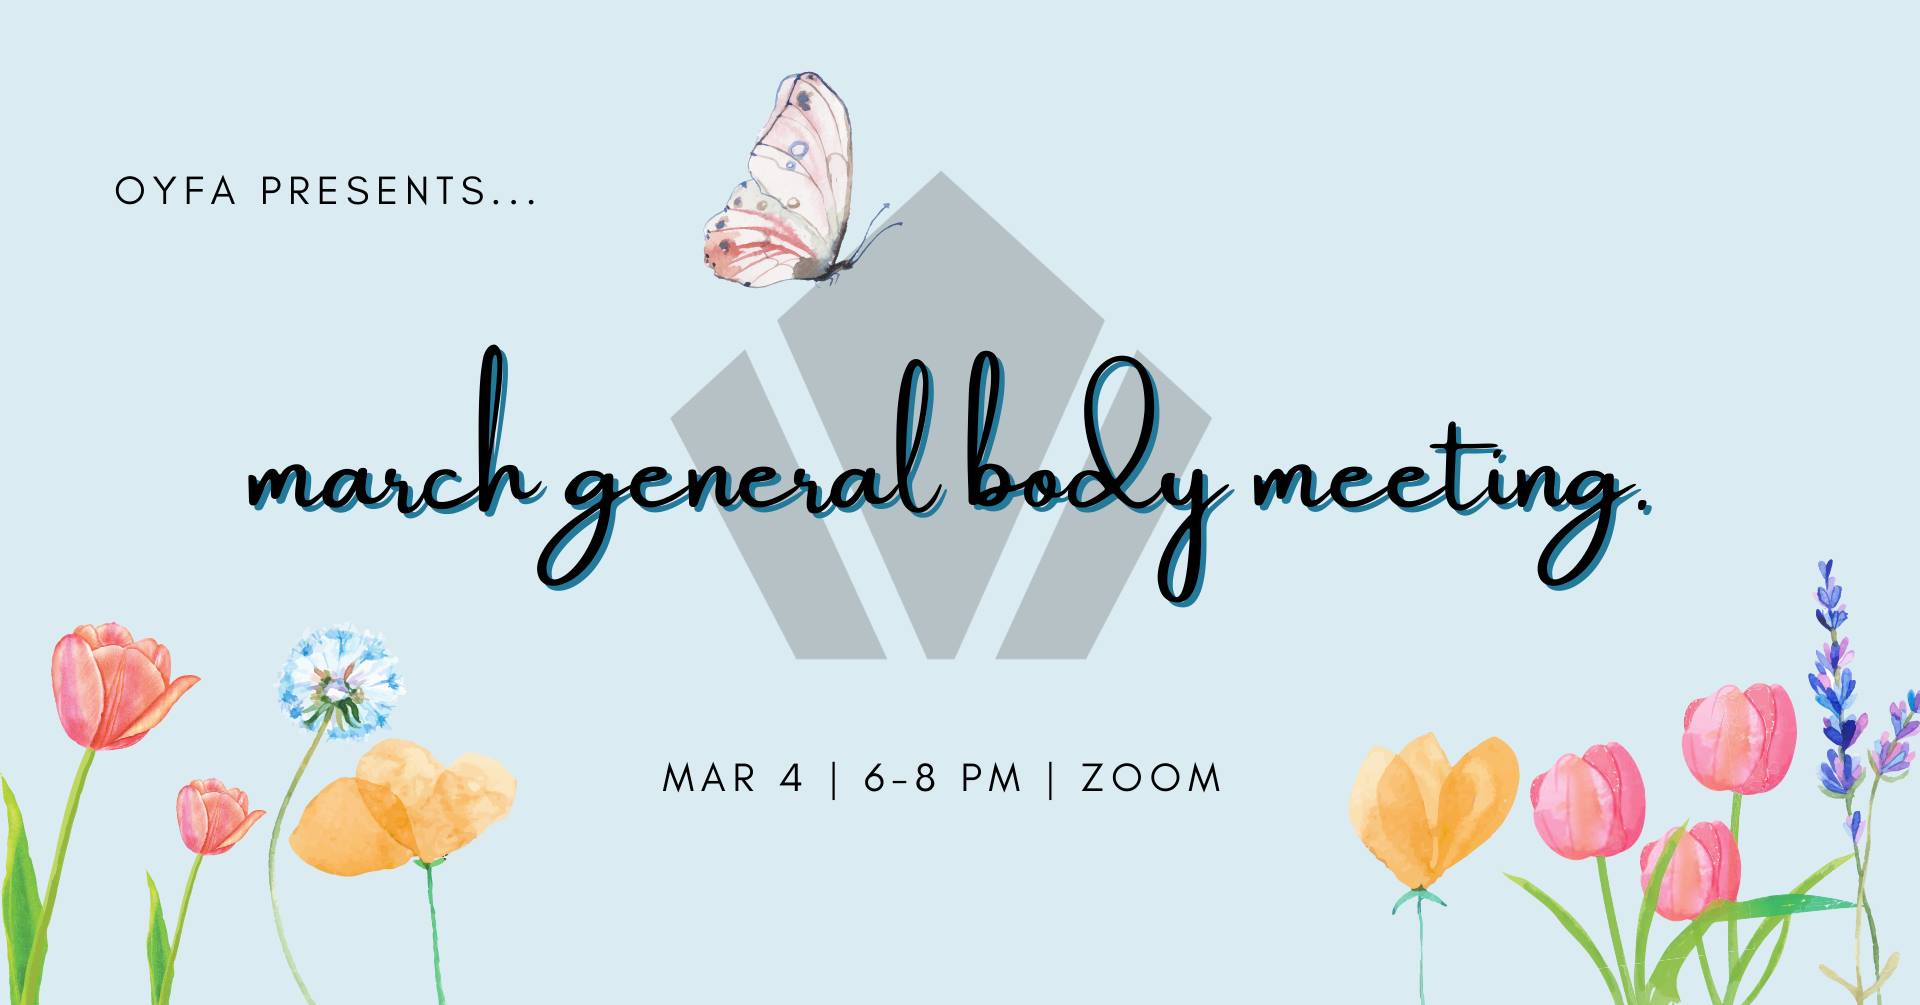 OYFA PRESENTS...
march general body meeting.
MAR 4 | 6-8 PM | ZOOM